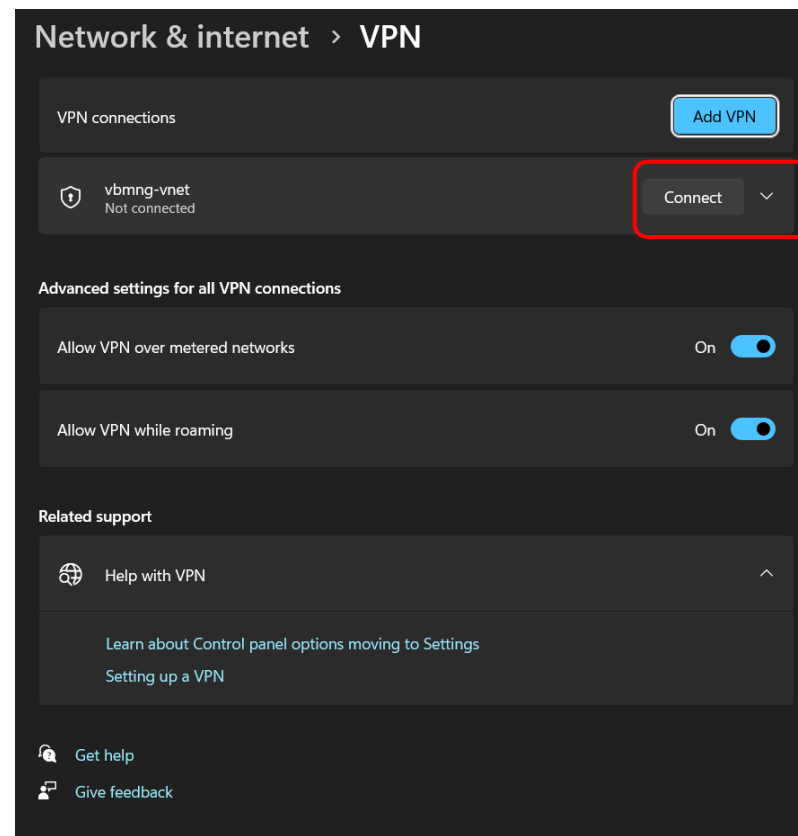 Network & internet > VPN
VPN connections
Add VPN
vbmng-vnet
Not connected
Connect
Advanced settings for all VPN connections
Allow VPN over metered networks
On
Allow VPN while roaming
On
Related support
Help with VPN
Learn about Control panel options moving to Settings
Setting up a VPN
Get help
Give feedback